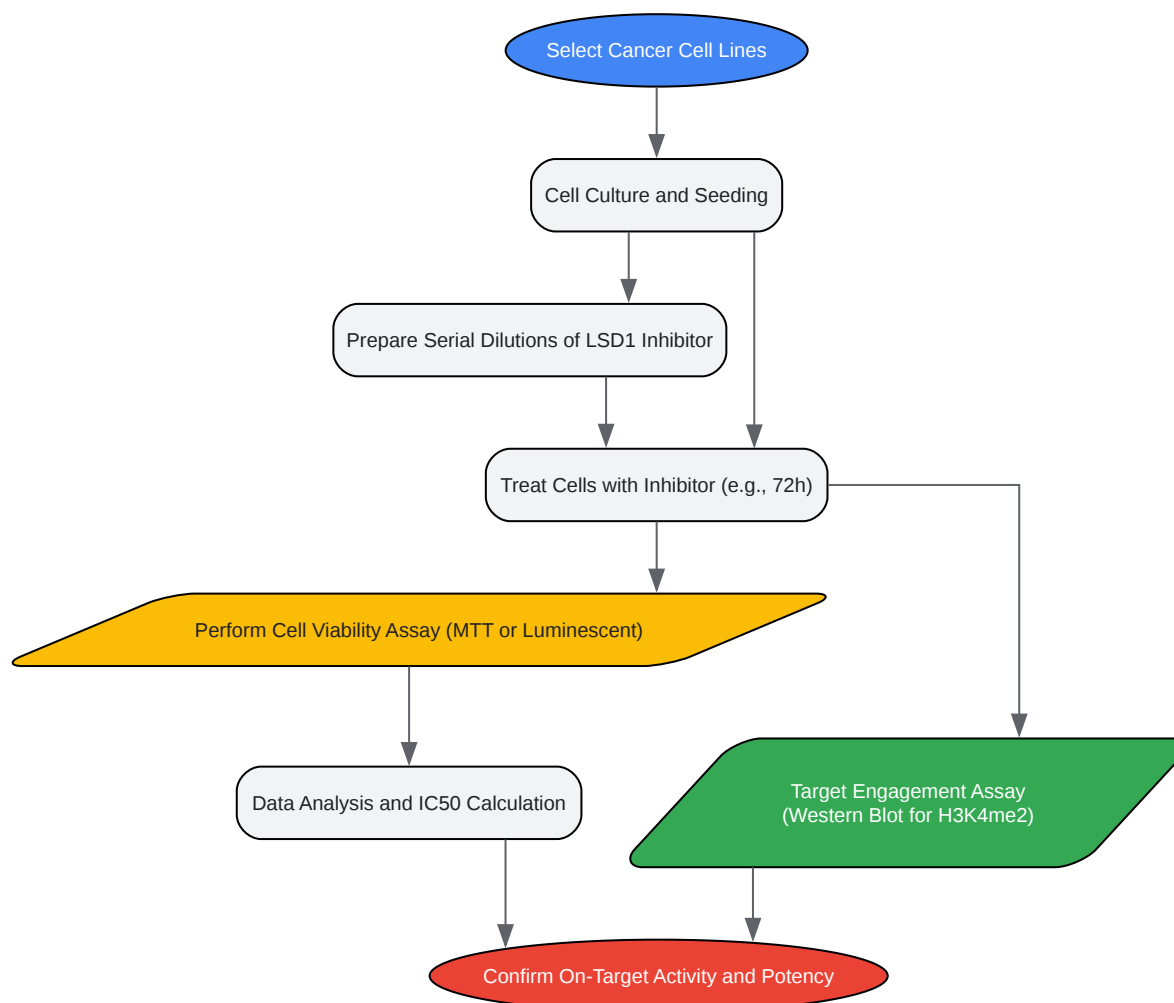 Select Cancer Cell Lines
Cell Culture and Seeding
Prepare Serial Dilutions of LSD1 Inhibitor
Treat Cells with Inhibitor (e.g., 72h)
Perform Cell Viability Assay (MTT or Luminescent)
Data Analysis and IC50 Calculation
Target Engagement Assay
(Western Blot for H3K4me2)
Confirm On-Target Activity and Potency